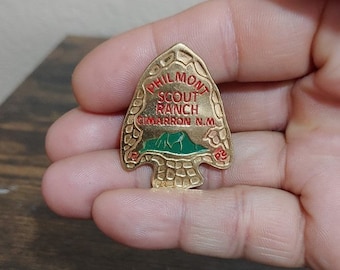 PHILMONT
SCOUT
RANCH
CIMARRON N.M.